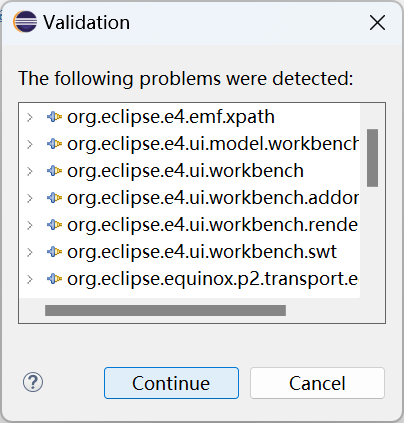 Validation
The following problems were detected:
org.eclipse.e4.emf.xpath
org.eclipse.e4.ui.model.workbench
org.eclipse.e4.ui.workbench
org.eclipse.e4.ui.workbench.addon
org.eclipse.e4.ui.workbench.rende
org.eclipse.e4.ui.workbench.swt
org.eclipse.equinox.p2.transport.e
Continue
Cancel